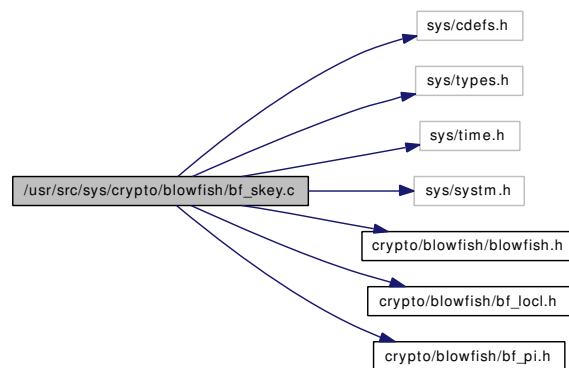 sys/cdefs.h
sys/types.h
sys/time.h
/usr/src/sys/crypto/blowfish/bf_skey.c
sys/systm.h
crypto/blowfish/blowfish.h
crypto/blowfish/bf_locl.h
crypto/blowfish/bf_pi.h